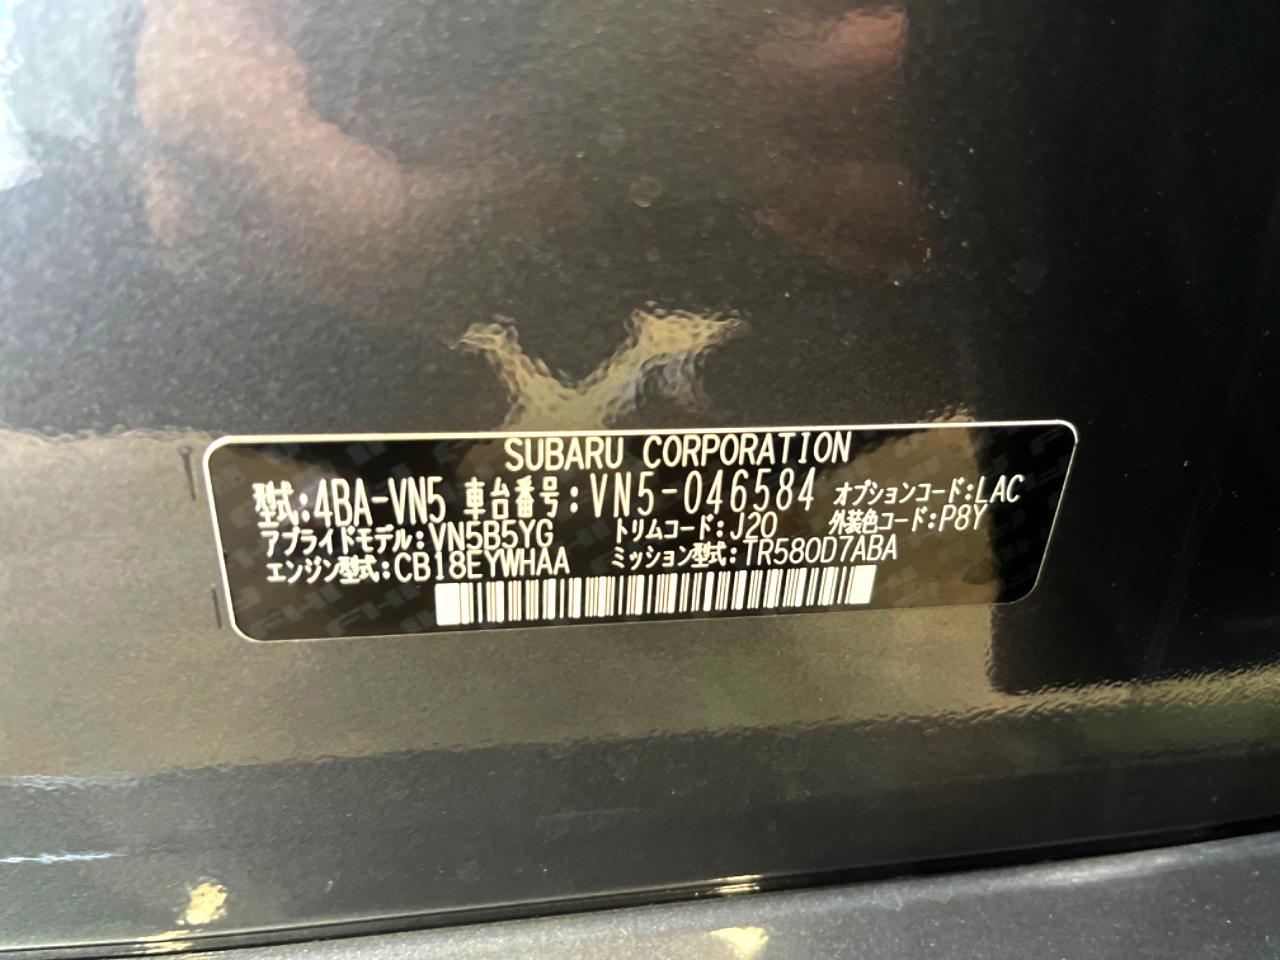 SUBARU CORPORATION
型式:4BA-VN5 車台番号:VN5-046584 オプションコード:LAC
アプライドモデル:VN5B5YG トリムコード:J20 外装色コード:P8Y
エンジン型式:CB18EYWHAA ミッション型式:TR580D7ABA